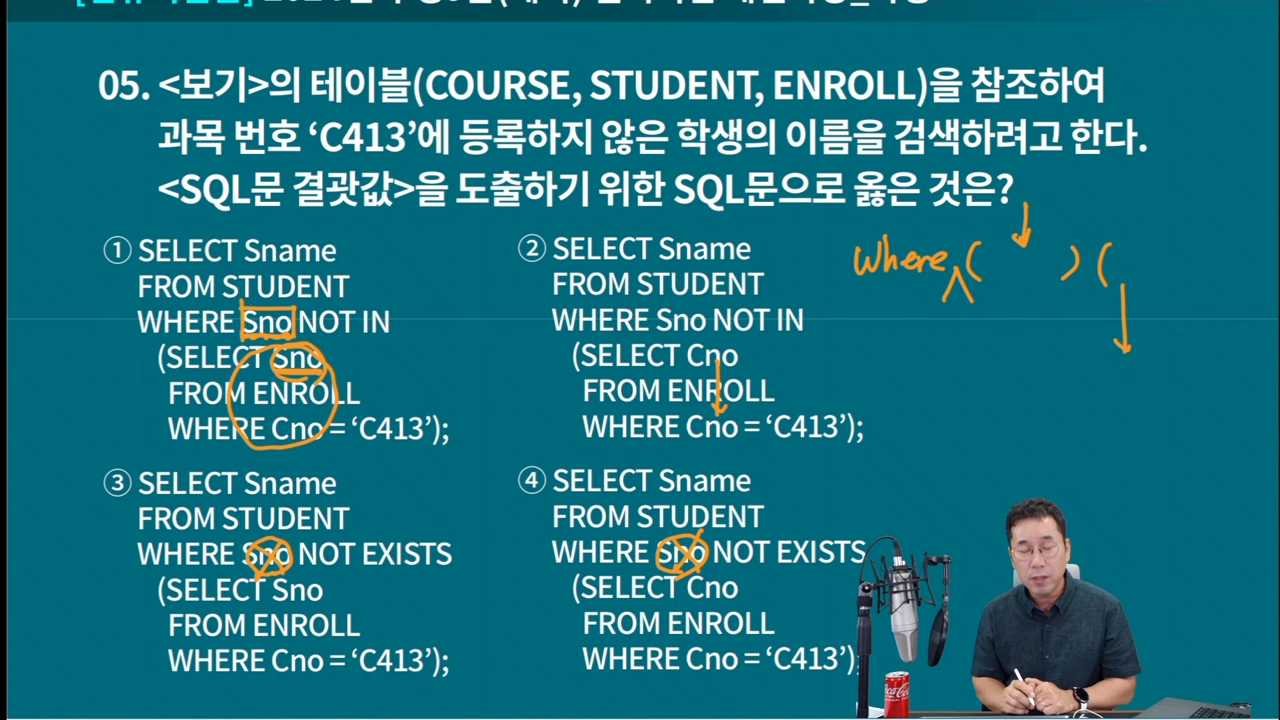 05. <보기>의 테이블(COURSE, STUDENT, ENROLL)을 참조하여
과목 번호 ‘C413’에 등록하지 않은 학생의 이름을 검색하려고 한다.
<SQL문 결괏값>을 도출하기 위한 SQL문으로 옳은 것은?
① SELECT Sname
FROM STUDENT
WHERE Sno NOT IN
(SELECT Sno
FROM ENROLL
WHERE Cno = ‘C413’);
② SELECT Sname
FROM STUDENT
WHERE Sno NOT IN
(SELECT Cno
FROM ENROLL
WHERE Cno = ‘C413’);
where ( ) (
③ SELECT Sname
FROM STUDENT
WHERE Sno NOT EXISTS
(SELECT Sno
FROM ENROLL
WHERE Cno = ‘C413’);
④ SELECT Sname
FROM STUDENT
WHERE Sno NOT EXISTS
(SELECT Cno
FROM ENROLL
WHERE Cno = ‘C413’)